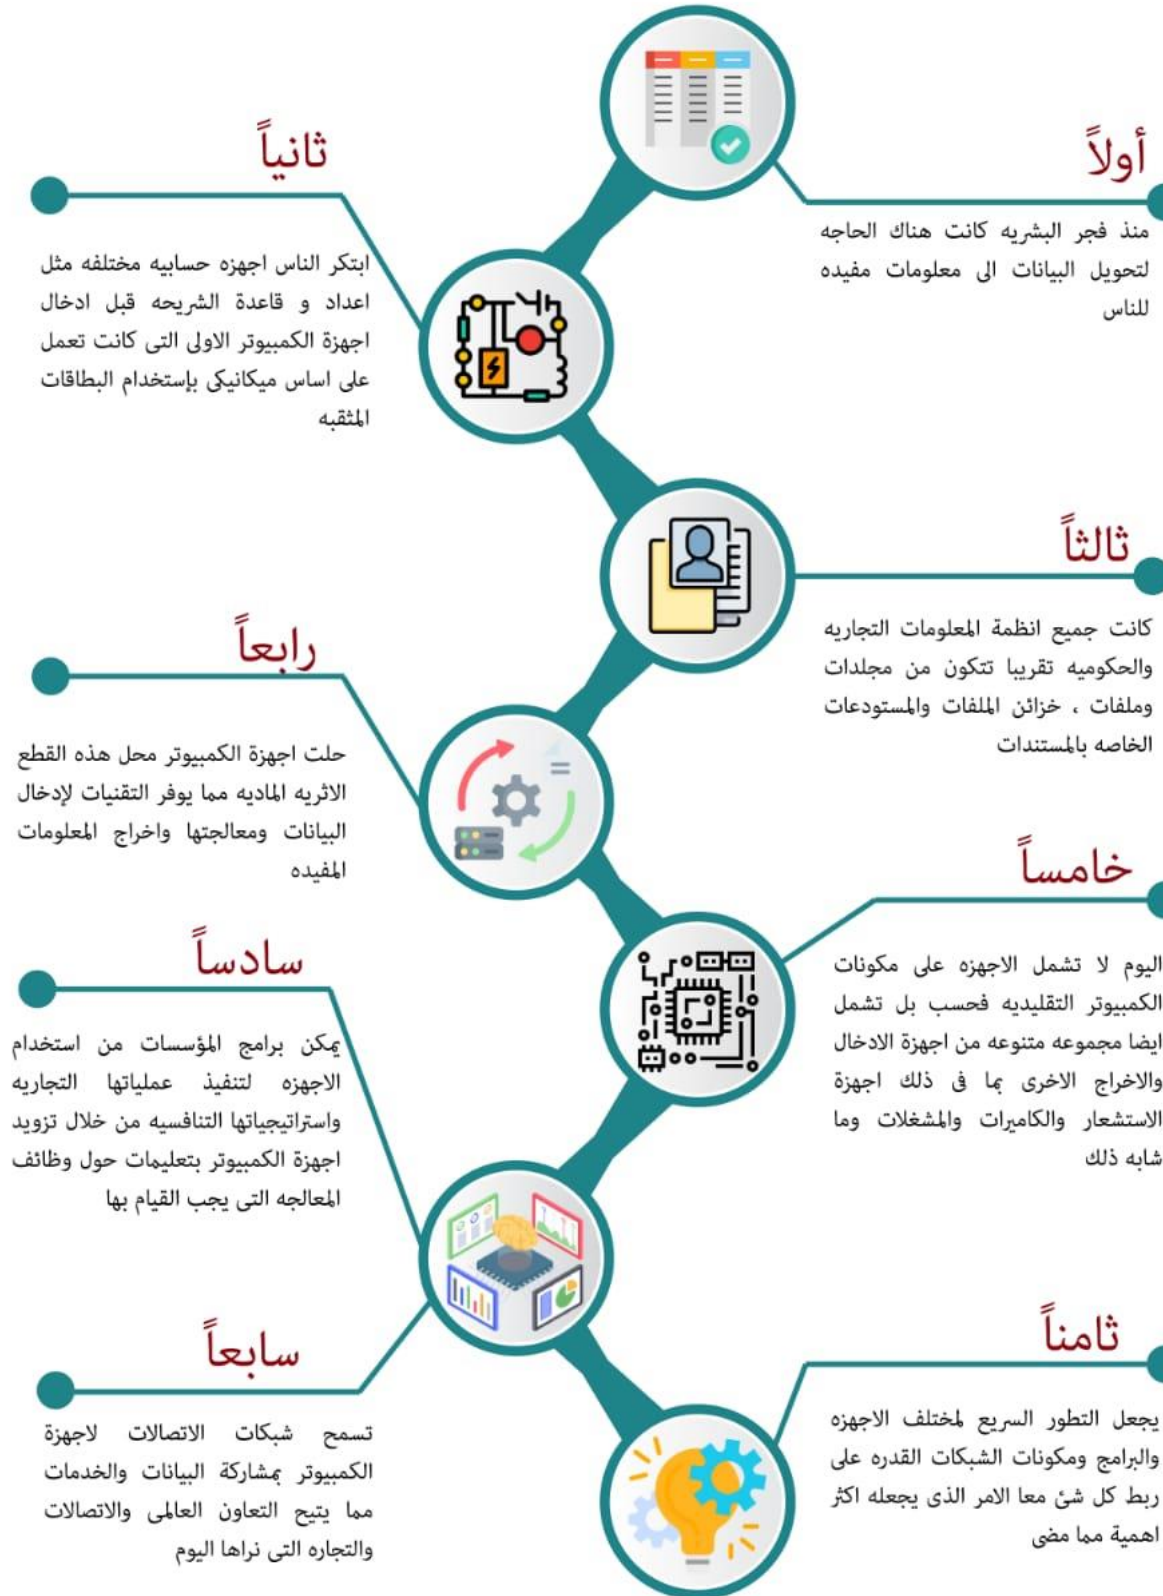 أولاً
منذ فجر البشريه كانت هناك الحاجه
لتحويل البيانات الى معلومات مفيده
للناس
ثانياً
ابتكر الناس اجهزه حسابيه مختلفه مثل
اعداد و قاعدة الشريحه قبل ادخال
اجهزة الكمبيوتر الاولى التى كانت تعمل
على اساس ميكانيكى بإستخدام البطاقات
المثقبه
ثالثاً
كانت جميع انظمة المعلومات التجاريه
والحكوميه تقريبا تتكون من مجلدات
وملفات ، خزائن الملفات والمستودعات
الخاصه بالمستندات
رابعاً
حلت اجهزة الكمبيوتر محل هذه القطع
الاثريه الماديه مما يوفر التقنيات لإدخال
البيانات ومعالجتها واخراج المعلومات
المفيده
خامساً
اليوم لا تشمل الاجهزه على مكونات
الكمبيوتر التقليديه فحسب بل تشمل
ايضا مجموعه متنوعه من اجهزة الادخال
والاخراج الاخرى بما فى ذلك اجهزة
الاستشعار والكاميرات والمشغلات وما
شابه ذلك
سادساً
يمكن برامج المؤسسات من استخدام
الاجهزه لتنفيذ عملياتها التجاريه
واستراتيجياتها التنافسيه من خلال تزويد
اجهزة الكمبيوتر بتعليمات حول وظائف
المعالجه التى يجب القيام بها
سابعاً
تسمح شبكات الاتصالات لاجهزة
الكمبيوتر بمشاركة البيانات والخدمات
مما يتيح التعاون العالمى والاتصالات
والتجاره التى نراها اليوم
ثامناً
يجعل التطور السريع لمختلف الاجهزه
والبرامج ومكونات الشبكات القدره على
ربط كل شئ معا الامر الذى يجعله اكثر
اهمية مما مضى